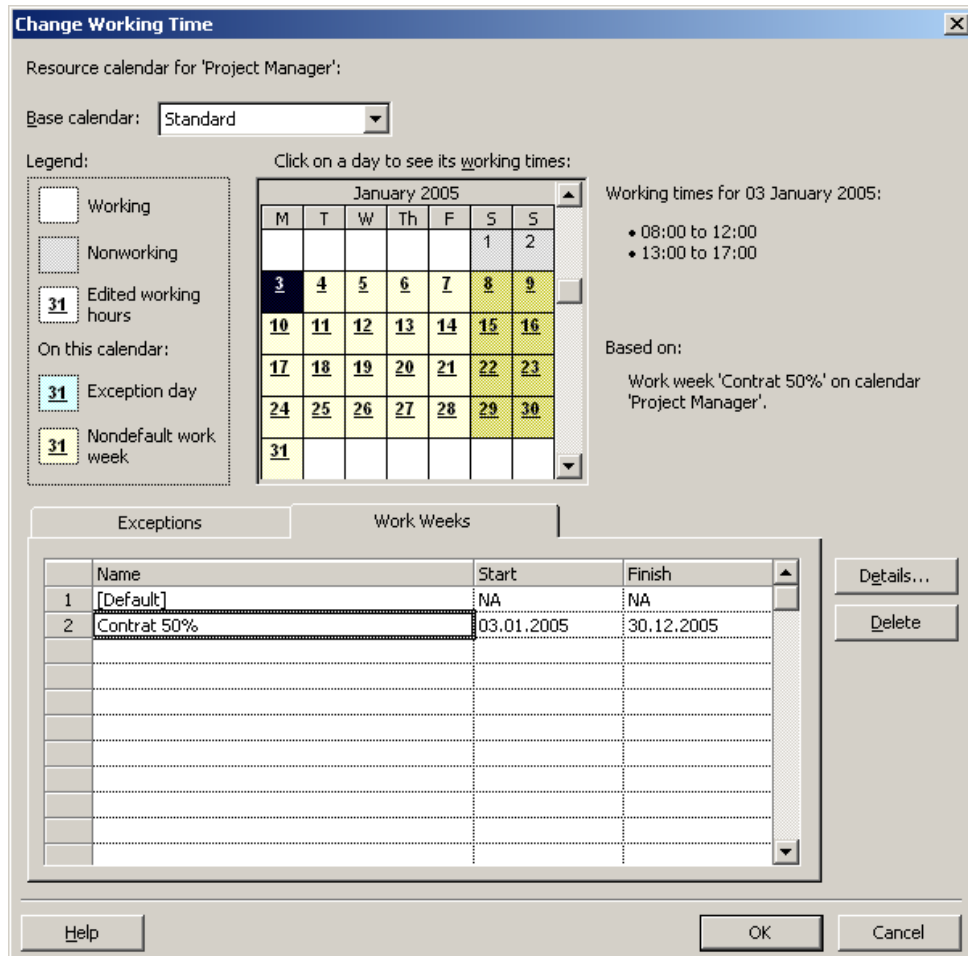 Change Working Time
Resource calendar for 'Project Manager':
Base calendar: Standard
Legend:
Working
Nonworking
31 Edited working
hours
On this calendar:
31 Exception day
31 Nondefault work
week
Click on a day to see its working times:
January 2005
M T W Th F S S
1 2
3 4 5 6 7 8 9
10 11 12 13 14 15 16
17 18 19 20 21 22 23
24 25 26 27 28 29 30
31
Working times for 03 January 2005:
• 08:00 to 12:00
• 13:00 to 17:00
Based on:
Work week 'Contrat 50%' on calendar
'Project Manager'.
Exceptions Work Weeks
Name Start Finish
1 [Default] NA NA
2 Contrat 50% 03.01.2005 30.12.2005
Details...
Delete
Help OK Cancel